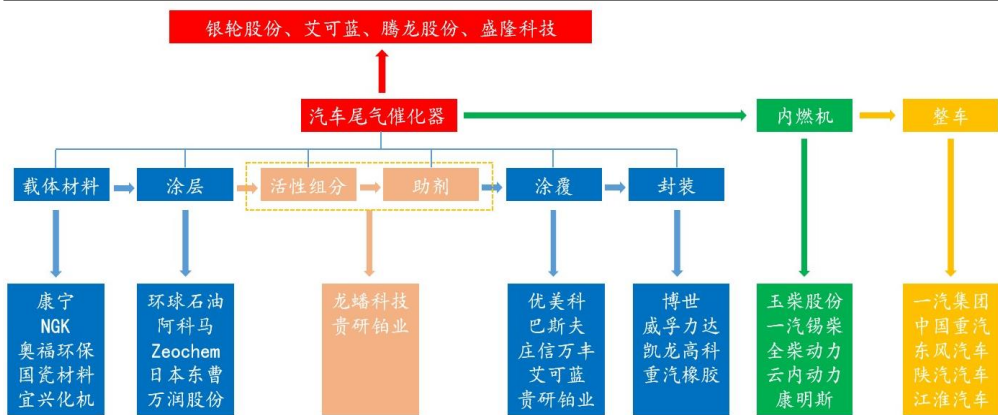 银轮股份、艾可蓝、腾龙股份、盛隆科技
汽车尾气催化器
内燃机
整车
载体材料
涂层
活性组分
助剂
涂覆
封装
康宁
NGK
奥福环保
国瓷材料
宜兴化机
环球石油
阿科马
Zeochem
日本东曹
万润股份
龙蟠科技
贵研铂业
优美科
巴斯夫
庄信万丰
艾可蓝
贵研铂业
博世
威孚力达
凯龙高科
重汽橡胶
玉柴股份
一汽锡柴
全柴动力
云内动力
康明斯
一汽集团
中国重汽
东风汽车
陕汽汽车
江淮汽车